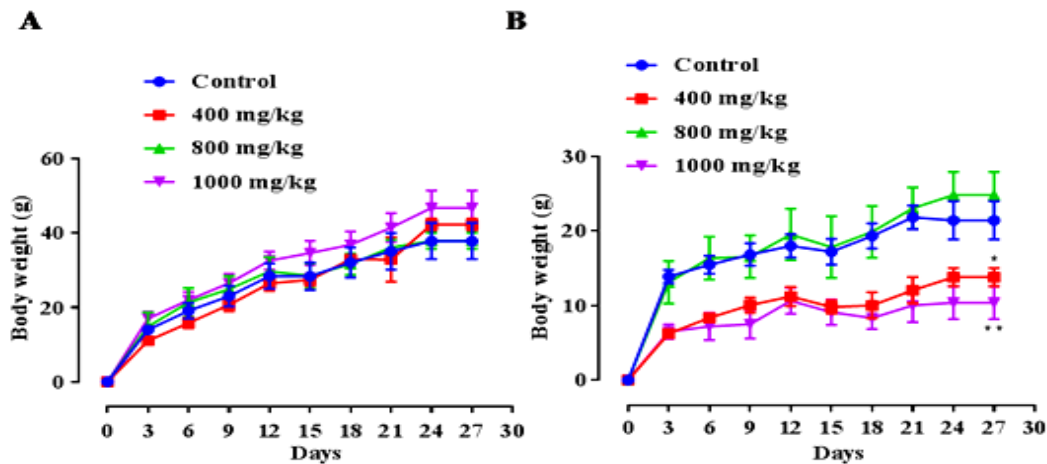 A
Control
400 mg/kg
800 mg/kg
1000 mg/kg
60
40
20
0
Body weight (g)
0 3 6 9 12 15 18 21 24 27 30
Days
B
Control
400 mg/kg
800 mg/kg
1000 mg/kg
30
20
10
0
Body weight (g)
*
**
0 3 6 9 12 15 18 21 24 27 30
Days